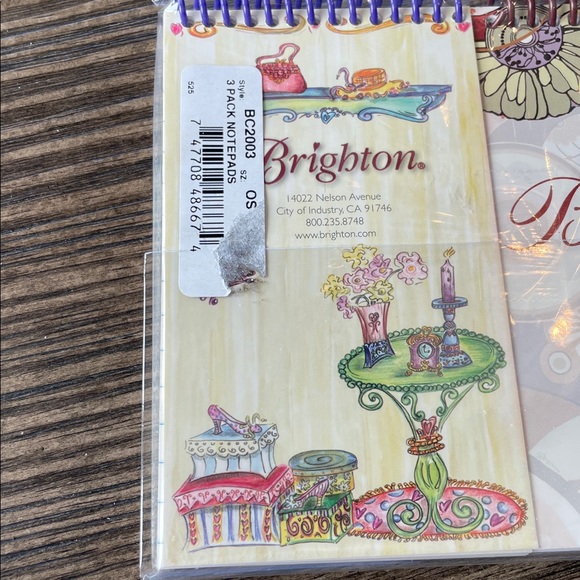 Style
BC2003
SZ. OS
3 PACK NOTEPADS
525
7 47708 48667 4
Brighton®
14022 Nelson Avenue
City of Industry, CA 91746
800.235.8748
www.brighton.com